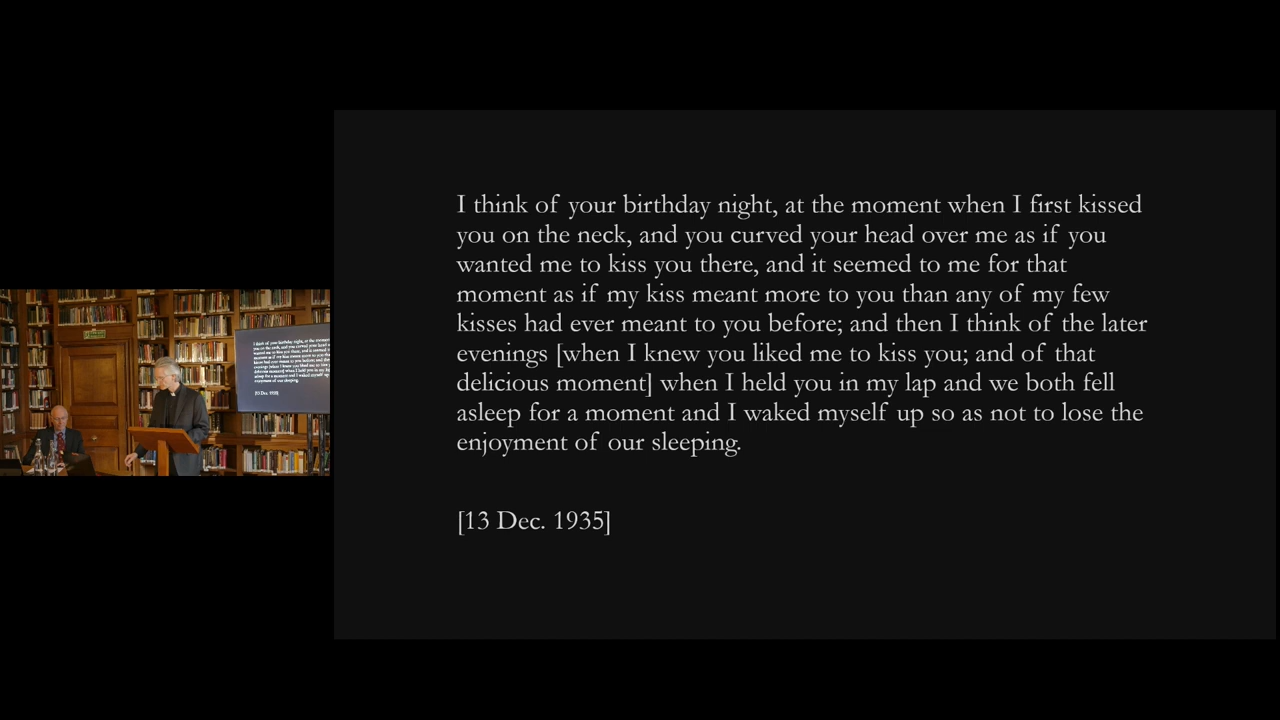 I think of your birthday night, at the moment when I first kissed
you on the neck, and you curved your head over me as if you
wanted me to kiss you there, and it seemed to me for that
moment as if my kiss meant more to you than any of my few
kisses had ever meant to you before; and then I think of the later
evenings [when I knew you liked me to kiss you; and of that
delicious moment] when I held you in my lap and we both fell
asleep for a moment and I waked myself up so as not to lose the
enjoyment of our sleeping.
[13 Dec. 1935]